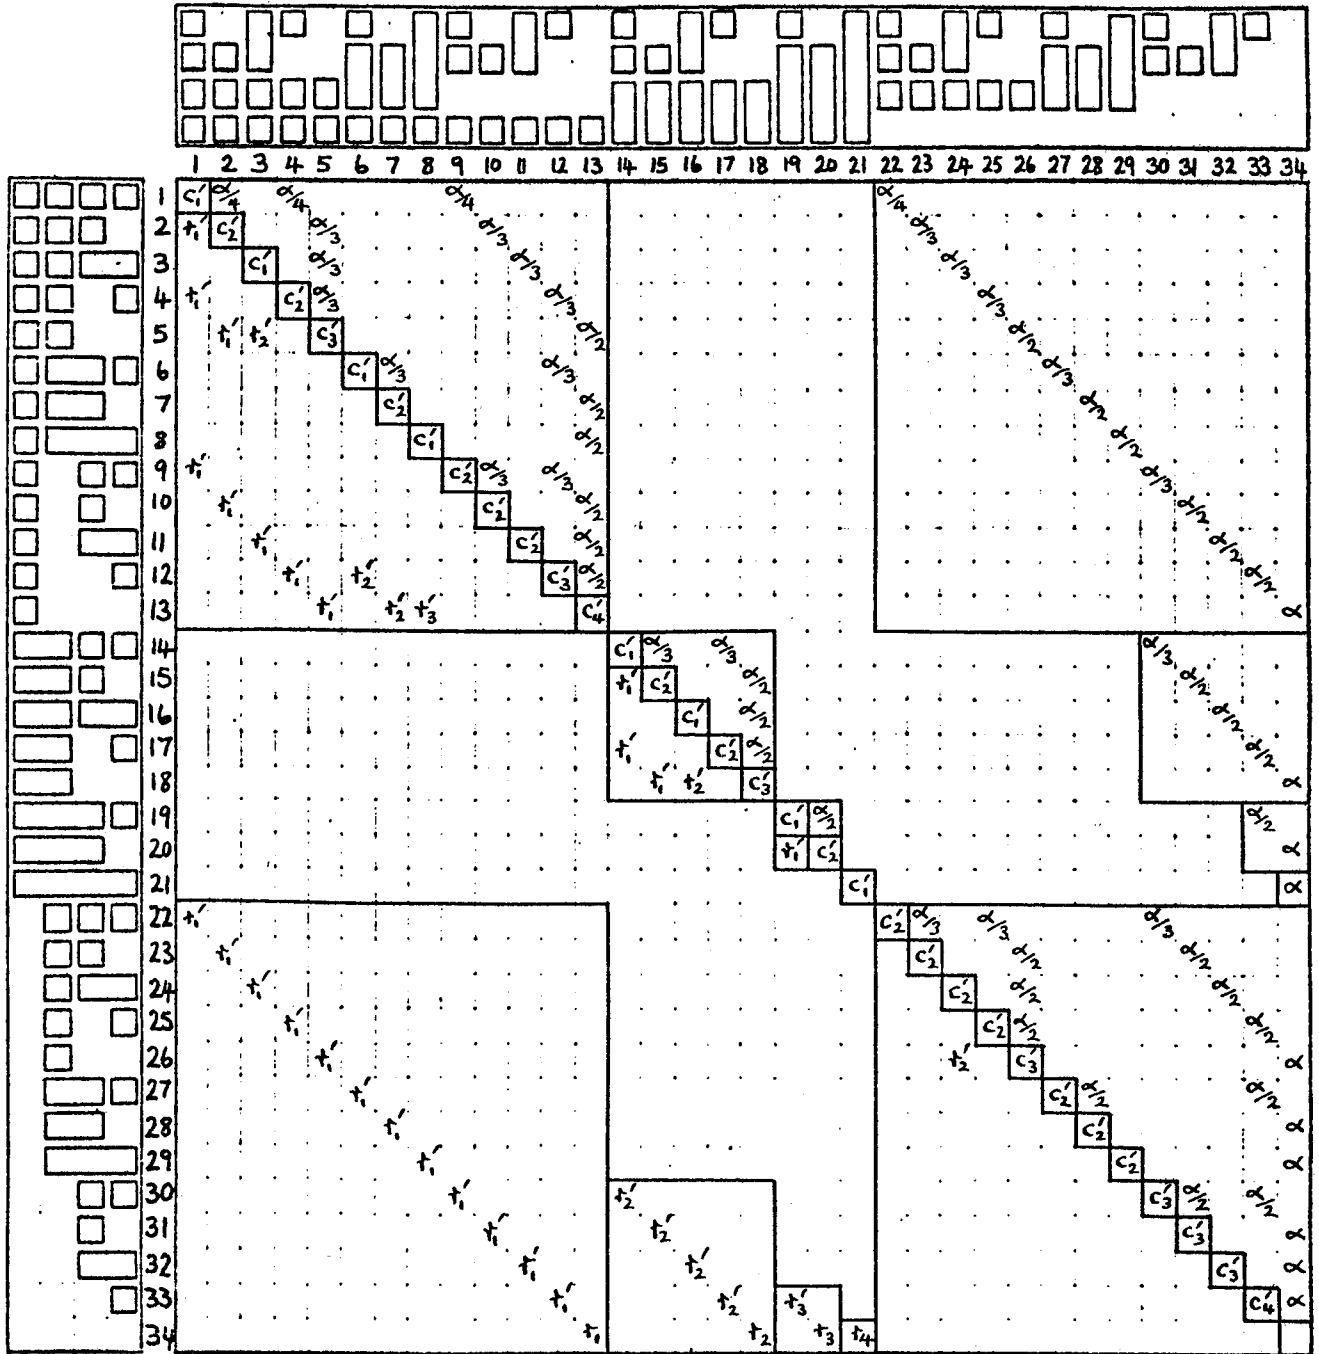 1 2 3 4 5 6 7 8 9 10 11 12 13 14 15 16 17 18 19 20 21 22 23 24 25 26 27 28 29 30 31 32 33 34
1 C₁′ α/4 α/4 α/4 α/4
2 t₁′ C₂′ α/3 α/3 α/3
3 C₁′ α/3 α/3 α/3
4 t₁′ C₂′ α/3 α/3 α/3
5 t₁′ t₂′ C₃′ α/2 α/2
6 C₁′ α/3 α/3 α/3
7 C₂′ α/2 α/2
8 C₁′ α/2 α/2
9 t₁′ C₂′ α/3 α/3 α/3
10 t₁′ C₂′ α/2 α/2
11 t₁′ C₂′ α/2 α/2
12 t₁′ t₂′ C₃′ α/2 α/2
13 t₁′ t₂′ t₃′ C₄′ α
14 C₁′ α/3 α/3 α/3
15 t₁′ C₂′ α/2 α/2
16 C₁′ α/2 α/2
17 t₁′ C₂′ α/2 α/2
18 t₁′ t₂′ C₃′ α
19 C₁′ α/2 α/2
20 t₁′ C₂′ α
21 C₁′ α
22 t₁′ C₂′ α/3 α/3 α/3
23 t₁′ C₂′ α/2 α/2
24 t₁′ C₂′ α/2 α/2
25 t₁′ C₂′ α/2 α/2
26 t₁′ t₂′ C₃′ α
27 t₁′ C₂′ α/2 α/2
28 t₁′ C₂′ α
29 t₁′ C₂′ α
30 t₁′ t₂′ C₃′ α/2 α/2
31 t₁′ t₂′ C₃′ α
32 t₁′ t₂′ C₃′ α
33 t₁′ t₂′ t₃′ C₄′ α
34 t₁ t₂ t₃ t₄